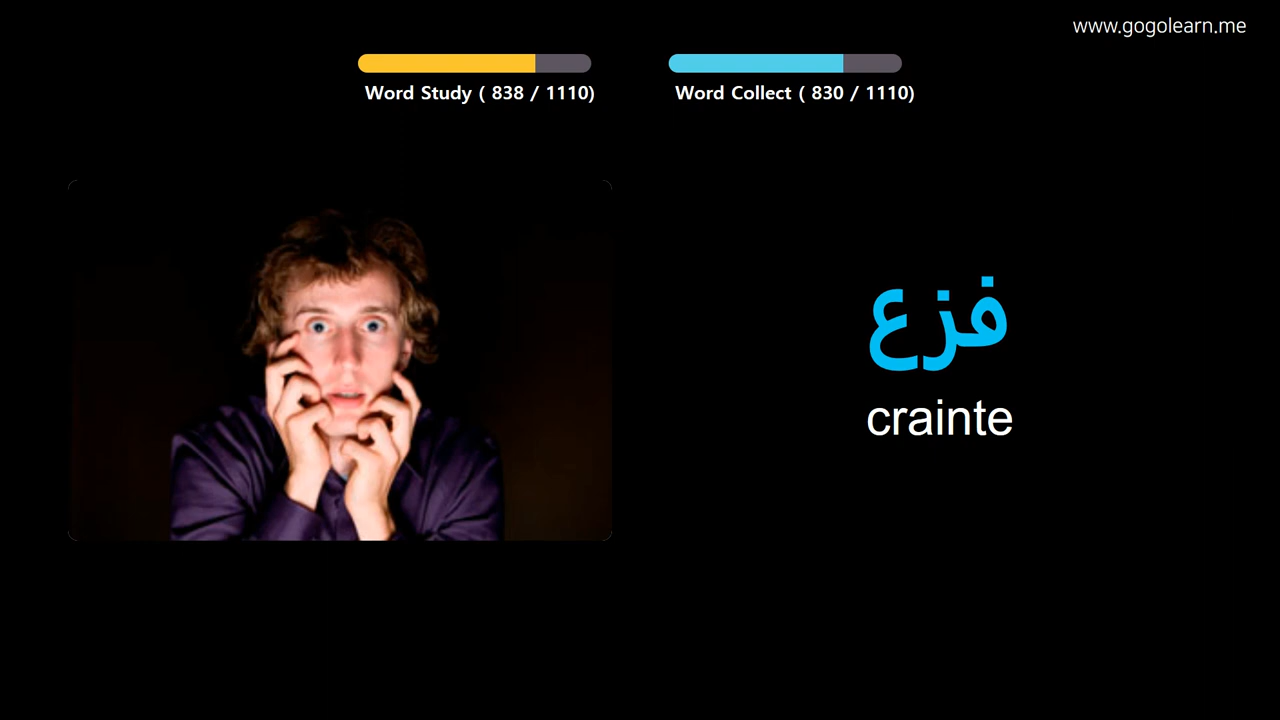 www.gogolearn.me
Word Study ( 838 / 1110)
Word Collect ( 830 / 1110)
فزع
crainte